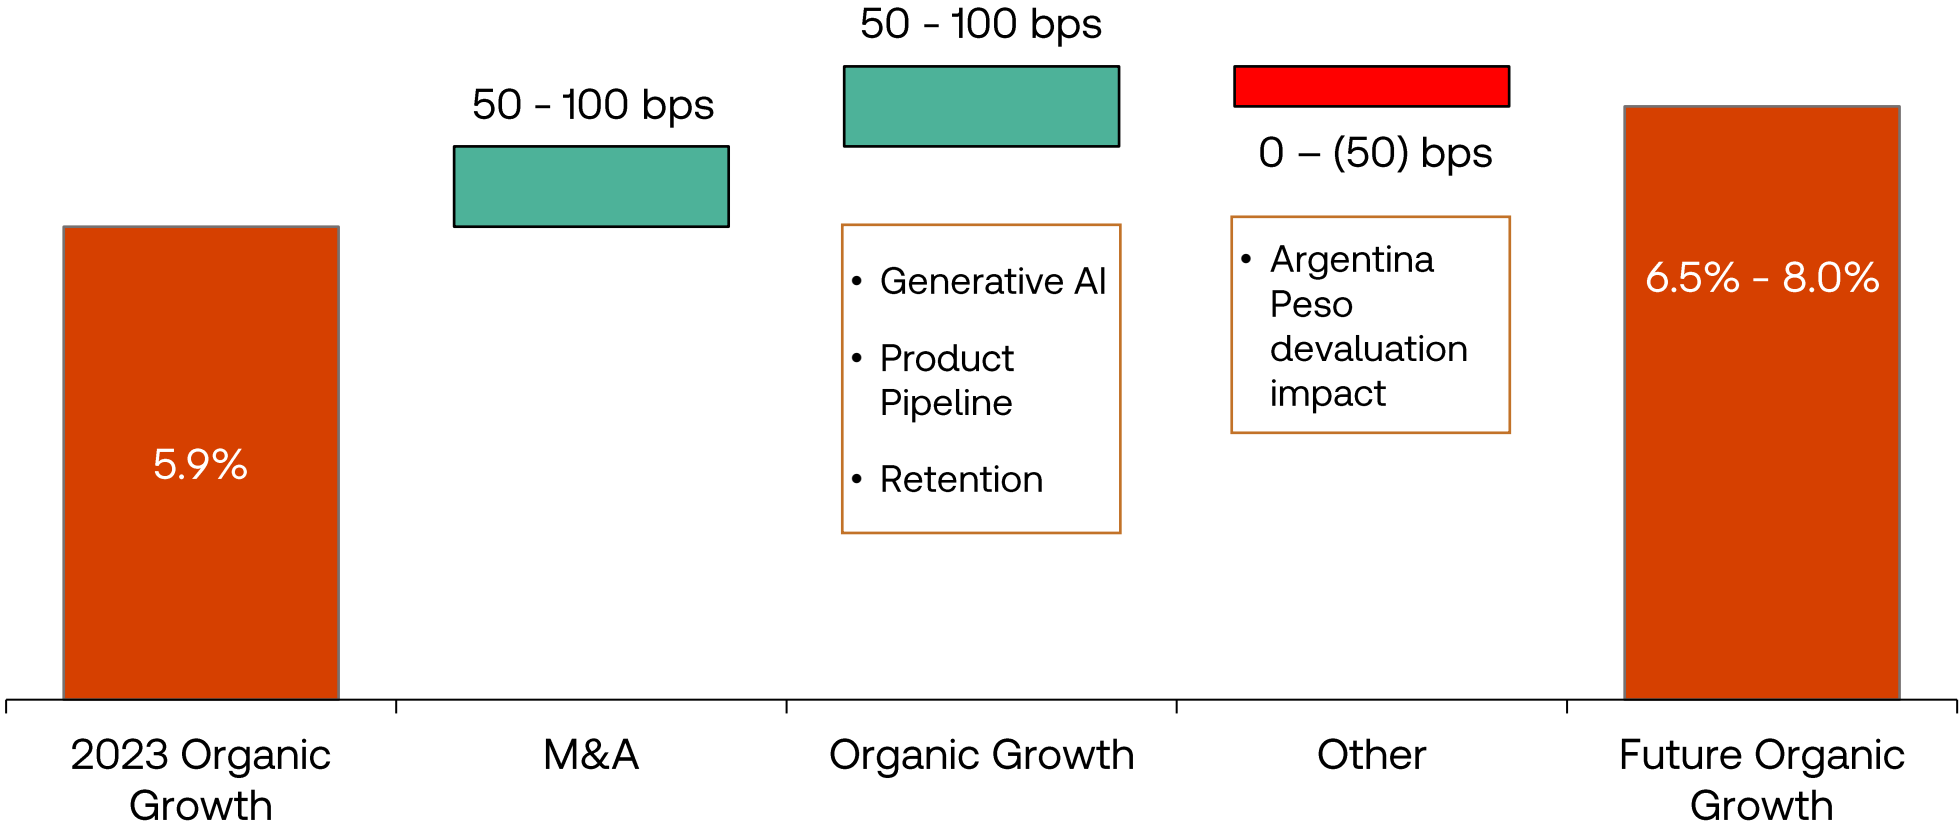 50 - 100 bps
50 - 100 bps
0 – (50) bps
• Generative AI
• Product
Pipeline
• Retention
• Argentina
Peso
devaluation
impact
5.9%
6.5% - 8.0%
2023 Organic
Growth
M&A
Organic Growth
Other
Future Organic
Growth